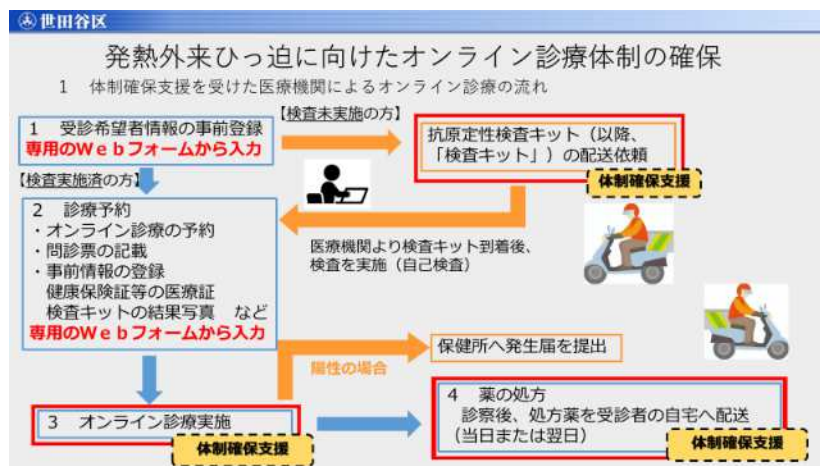 世田谷区
発熱外来ひっ迫に向けたオンライン診療体制の確保
1 体制確保支援を受けた医療機関によるオンライン診療の流れ
【検査未実施の方】
1 受診希望者情報の事前登録
専用のWebフォームから入力
抗原定性検査キット（以降、
「検査キット」）の配送依頼
体制確保支援
【検査実施済の方】
2 診療予約
・オンライン診療の予約
・問診票の記載
・事前情報の登録
健康保険証等の医療証
検査キットの結果写真 など
専用のWebフォームから入力
医療機関より検査キット到着後、
検査を実施（自己検査）
陽性の場合
保健所へ発生届を提出
3 オンライン診療実施
体制確保支援
4 薬の処方
診察後、処方薬を受診者の自宅へ配送
（当日または翌日）
体制確保支援